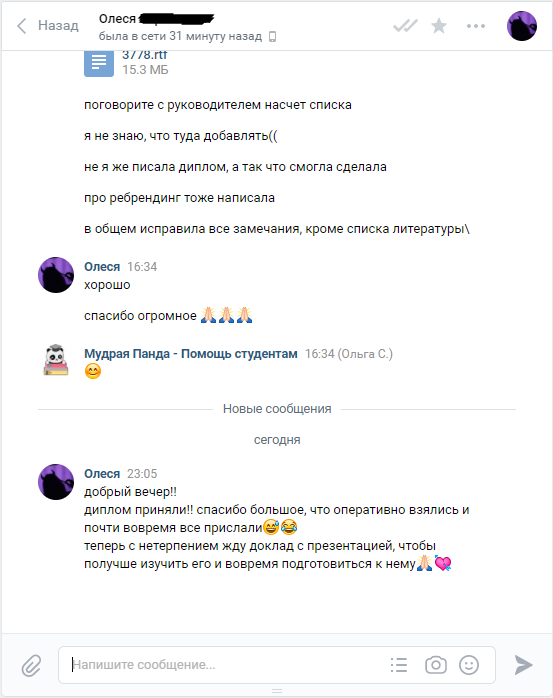 Назад
Олеся
была в сети 31 минуту назад
3778.rtf
15.3 МБ
поговорите с руководителем насчет списка
я не знаю, что туда добавлять((
не я же писала диплом, а так что смогла сделала
про ребрендинг тоже написала
в общем исправила все замечания, кроме списка литературы\
Олеся 16:34
хорошо
спасибо огромное 🙏🏻🙏🏻🙏🏻
Мудрая Панда - Помощь студентам 16:34 (Ольга С.)
😊
Новые сообщения
сегодня
Олеся 23:05
добрый вечер!!
диплом приняли!! спасибо большое, что оперативно взялись и
почти вовремя все прислали😅😂
теперь с нетерпением жду доклад с презентацией, чтобы
получше изучить его и вовремя подготовиться к нему🙏🏻💘
Напишите сообщение...